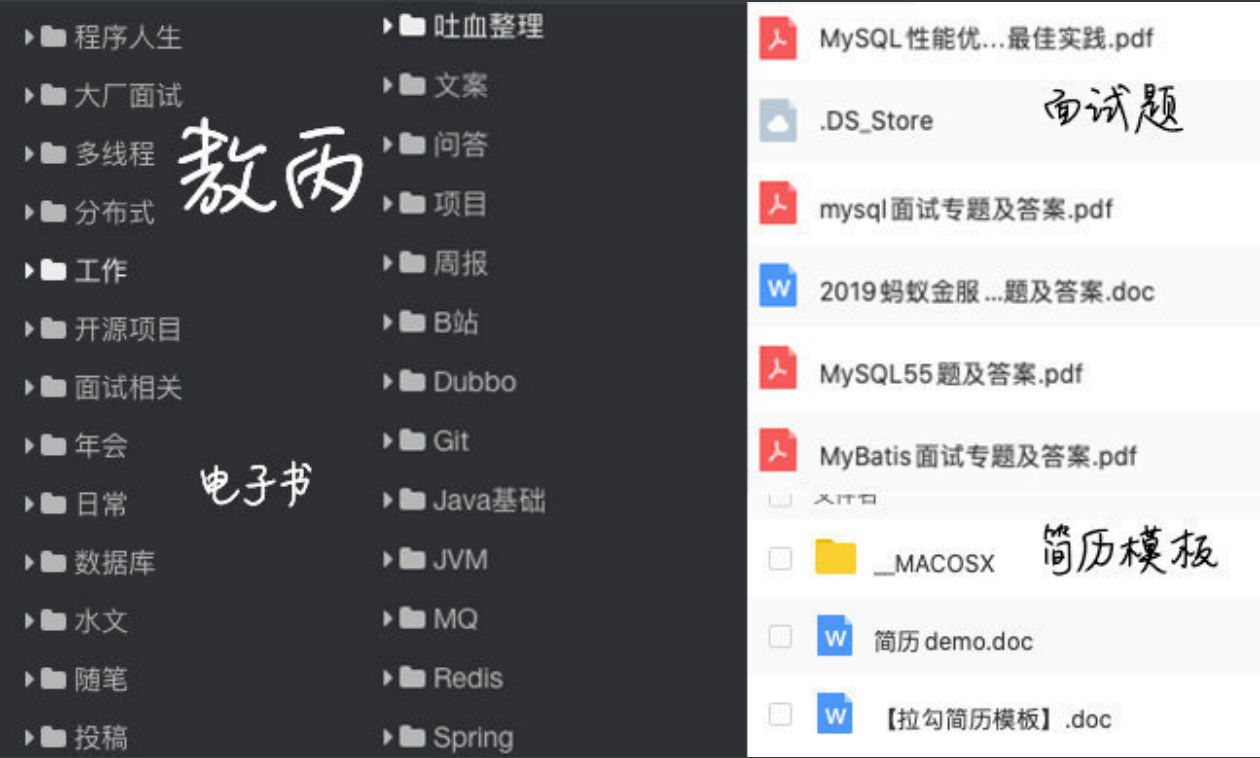 程序人生
大厂面试
多线程
分布式
工作
开源项目
面试相关
年会
日常
数据库
水文
随笔
投稿
敖丙
电子书
吐血整理
文案
问答
项目
周报
B站
Dubbo
Git
Java基础
JVM
MQ
Redis
Spring
MySQL性能优...最佳实践.pdf
.DS_Store
面试题
mysql面试专题及答案.pdf
2019蚂蚁金服...题及答案.doc
MySQL55题及答案.pdf
MyBatis面试专题及答案.pdf
文件名
__MACOSX
简历模板
简历demo.doc
【拉勾简历模板】.doc